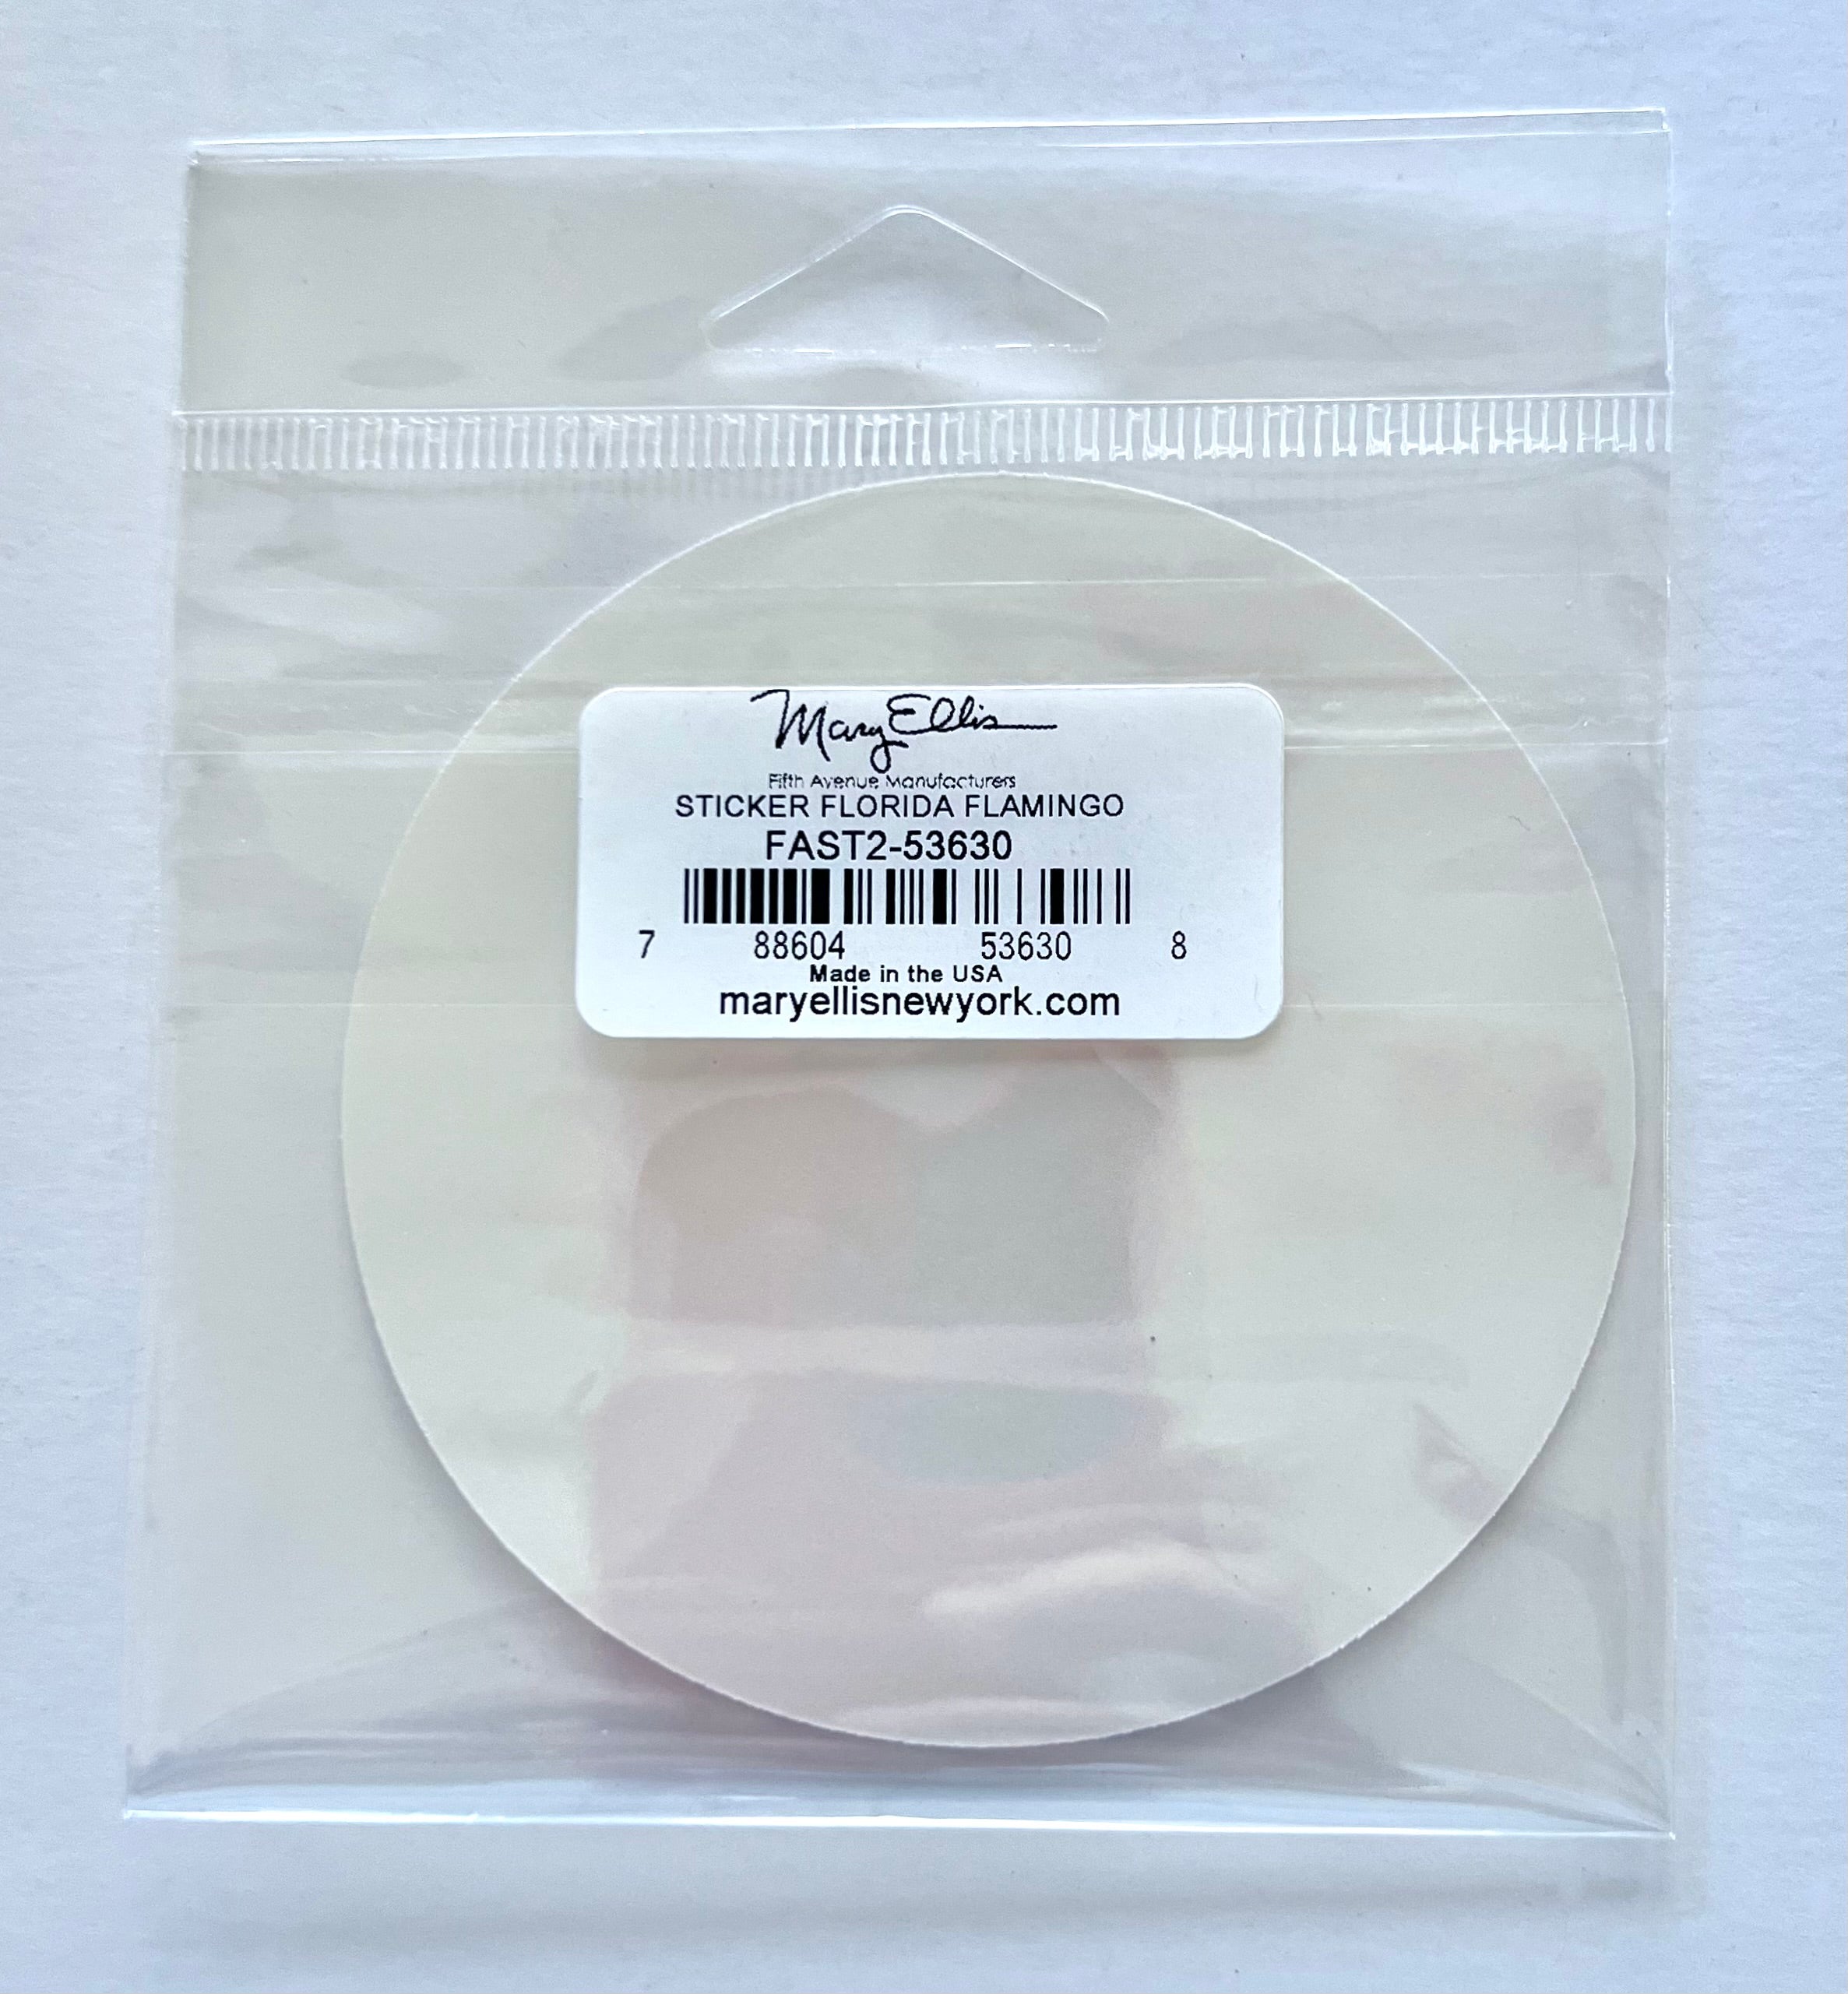 Mary Ellis
Fifth Avenue Manufacturers
STICKER FLORIDA FLAMINGO
FAST2-53630
7 88604 53630 8
Made in the USA
maryellisnewyork.com